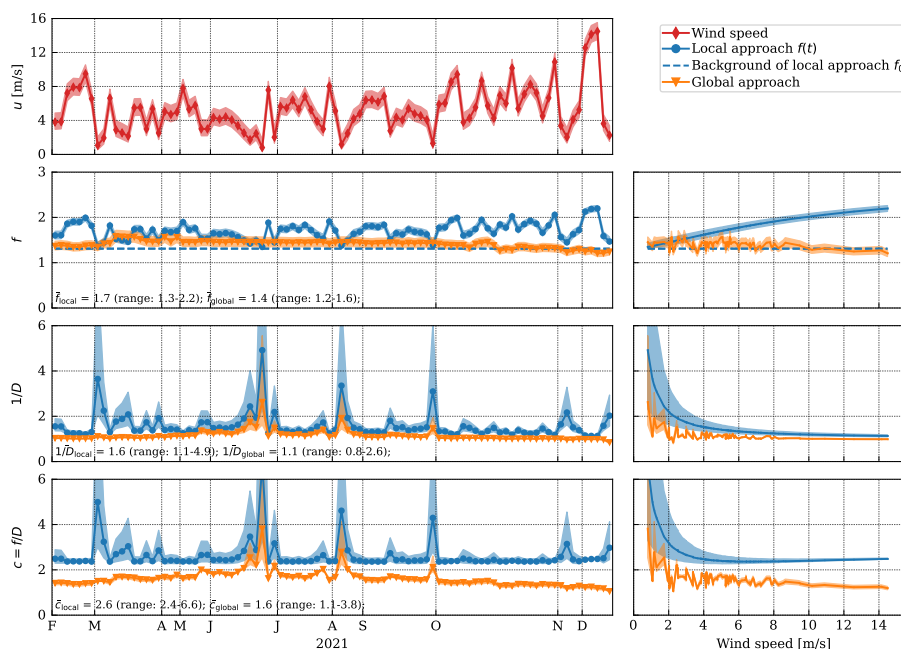 16
12
8
4
0
u [m/s]
Wind speed
Local approach f(t)
Background of local approach f0
Global approach
3
2
1
0
f
f̄local = 1.7 (range: 1.3-2.2); f̄global = 1.4 (range: 1.2-1.6);
6
4
2
0
1/D
1/D̄local = 1.6 (range: 1.1-4.9); 1/D̄global = 1.1 (range: 0.8-2.6);
6
4
2
0
c = f/D
c̄local = 2.6 (range: 2.4-6.6); c̄global = 1.6 (range: 1.1-3.8);
F M A M J J A S O N D
2021
0 2 4 6 8 10 12 14
Wind speed [m/s]